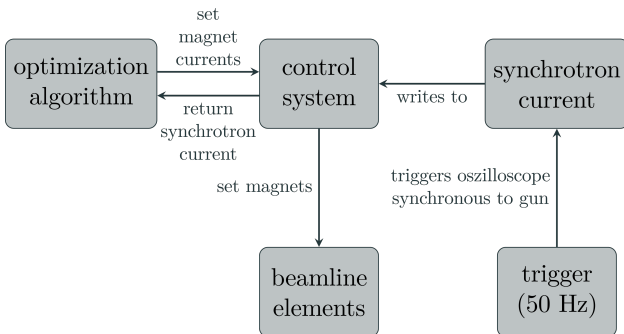 set
magnet
currents
optimization
algorithm
control
system
synchrotron
current
return
synchrotron
current
writes to
set magnets
triggers oszilloscope
synchronous to gun
beamline
elements
trigger
(50 Hz)